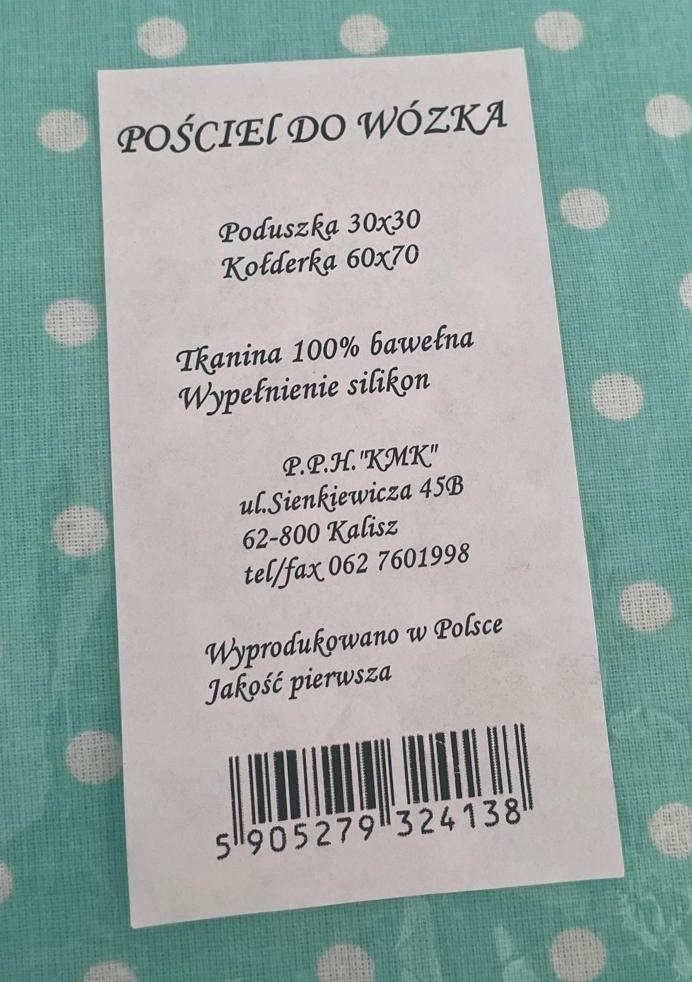 POŚCIEL DO WÓZKA
Poduszka 30x30
Kołderka 60x70
Tkanina 100% bawełna
Wypełnienie silikon
P.P.H."KMK"
ul.Sienkiewicza 45B
62-800 Kalisz
tel/fax 062 7601998
Wyprodukowano w Polsce
Jakość pierwsza
5 905279 324138